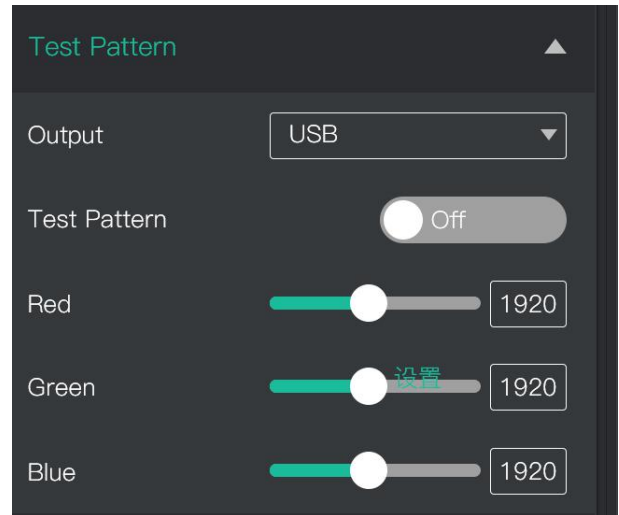 Test Pattern
Output USB
Test Pattern Off
Red 1920
设置
Green 1920
Blue 1920